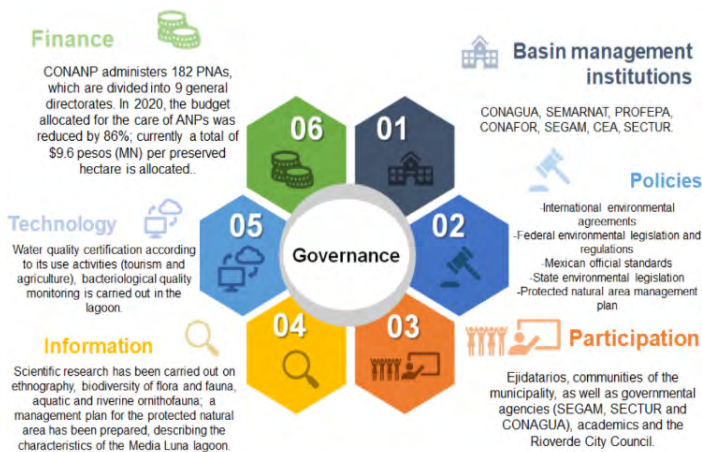 Finance
CONANP administers 182 PNAs,
which are divided into 9 general
directorates. In 2020, the budget
allocated for the care of ANPs was
reduced by 86%; currently a total of
$9.6 pesos (MN) per preserved
hectare is allocated..
Technology
Water quality certification according
to its use activities (tourism and
agriculture), bacteriological quality
monitoring is carried out in the
lagoon.
Information
Scientific research has been carried out on
ethnography, biodiversity of flora and fauna,
aquatic and riverine ornithofauna; a
management plan for the protected natural
area has been prepared, describing the
characteristics of the Media Luna lagoon.
06
01
05
Governance
02
04
03
Basin management
institutions
CONAGUA, SEMARNAT, PROFEPA,
CONAFOR, SEGAM, CEA, SECTUR.
Policies
-International environmental
agreements
-Federal environmental legislation and
regulations
-Mexican official standards
-State environmental legislation
-Protected natural area management
plan
Participation
Ejidatarios, communities of the
municipality, as well as governmental
agencies (SEGAM, SECTUR and
CONAGUA), academics and the
Rioverde City Council.